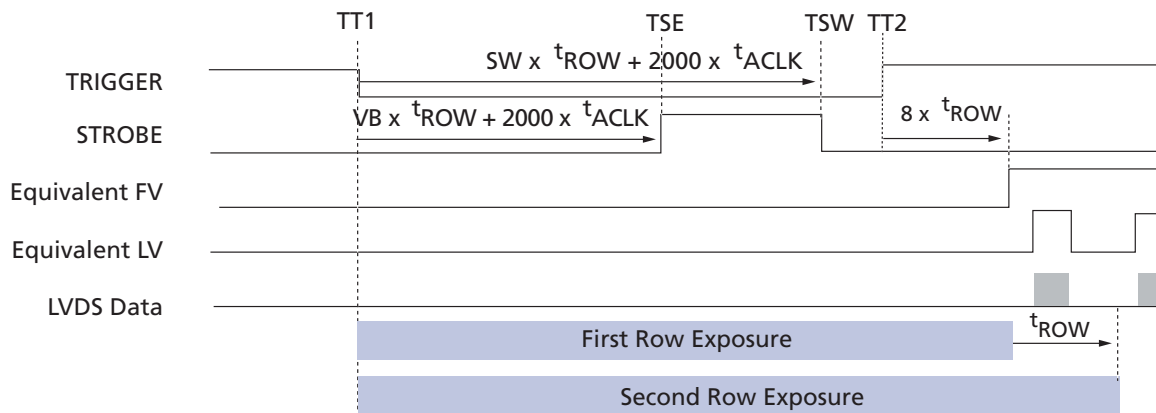 TT1 TSE TSW TT2
TRIGGER
SW x tROW + 2000 x tACLK
STROBE
VB x tROW + 2000 x tACLK
8 x tROW
Equivalent FV
Equivalent LV
LVDS Data
First Row Exposure
tROW
Second Row Exposure